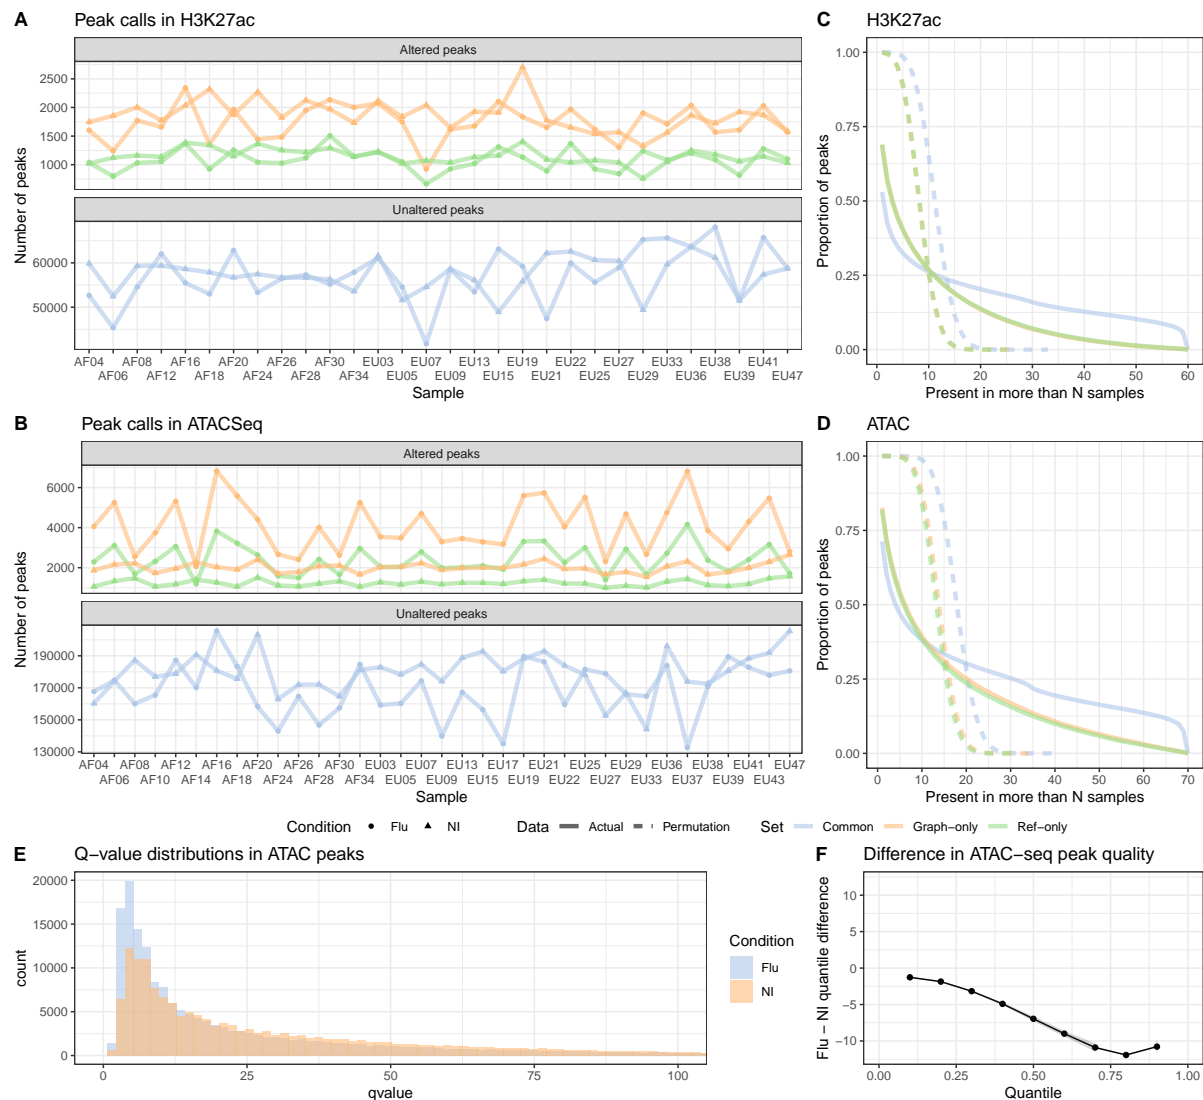 A
Peak calls in H3K27ac
Altered peaks
2500
2000
1500
1000
Number of peaks
Unaltered peaks
60000
50000
AF04 AF08 AF16 AF20 AF26 AF30 EU03 EU07 EU13 EU19 EU22 EU27 EU33 EU38 EU41
AF06 AF12 AF18 AF24 AF28 AF34 EU05 EU09 EU15 EU21 EU25 EU29 EU36 EU39 EU47
Sample
C
H3K27ac
1.00
0.75
0.50
0.25
0.00
Proportion of peaks
0 10 20 30 40 50 60
Present in more than N samples
B
Peak calls in ATACSeq
Altered peaks
6000
4000
2000
Number of peaks
Unaltered peaks
190000
170000
150000
130000
AF04 AF08 AF12 AF16 AF20 AF26 AF30 EU03 EU07 EU13 EU17 EU21 EU25 EU29 EU36 EU38 EU41 EU47
AF06 AF10 AF14 AF18 AF24 AF28 AF34 EU05 EU09 EU15 EU19 EU22 EU27 EU33 EU37 EU39 EU43
Sample
D
ATAC
1.00
0.75
0.50
0.25
0.00
Proportion of peaks
0 10 20 30 40 50 60 70
Present in more than N samples
Condition Flu NI Data Actual Permutation Set Common Graph-only Ref-only
E
Q-value distributions in ATAC peaks
20000
15000
10000
5000
0
count
0 25 50 75 100
qvalue
Condition
Flu
NI
F
Difference in ATAC-seq peak quality
10
5
0
-5
-10
Flu - NI quantile difference
0.00 0.25 0.50 0.75 1.00
Quantile